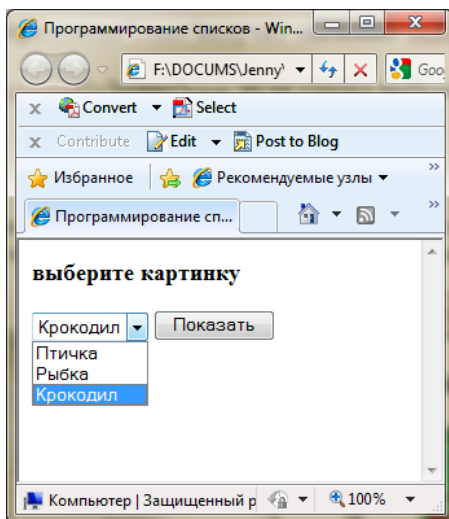 Программирование списков - Win...
F:\DOCUMS\Jenny\ Goo
x Convert Select
x Contribute Edit Post to Blog
Избранное Рекомендуемые узлы »
Программирование сп... »
выберите картинку
Крокодил Показать
Птичка
Рыбка
Крокодил
Компьютер | Защищенный р 100%